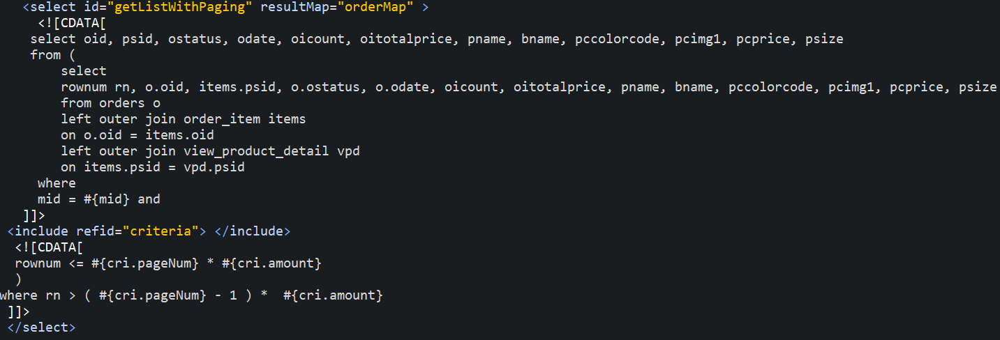 <select id="getListWithPaging" resultMap="orderMap" >
<![CDATA[
select oid, psid, ostatus, odate, oicount, oitotalprice, pname, bname, pccolorcode, pcimg1, pcprice, psize
from (
select
rownum rn, o.oid, items.psid, o.ostatus, o.odate, oicount, oitotalprice, pname, bname, pccolorcode, pcimg1, pcprice, psize
from orders o
left outer join order_item items
on o.oid = items.oid
left outer join view_product_detail vpd
on items.psid = vpd.psid
where
mid = #{mid} and
]]>
<include refid="criteria"> </include>
<![CDATA[
rownum <= #{cri.pageNum} * #{cri.amount}
)
where rn > ( #{cri.pageNum} - 1 ) *  #{cri.amount}
]]>
</select>